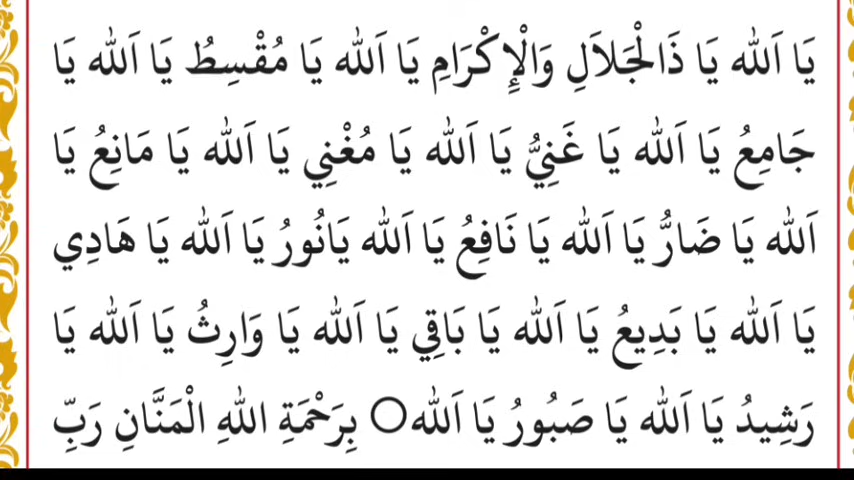 يَا اَللّٰه يَا ذَالْجَلاَلِ وَالْإِكْرَامِ يَا اَللّٰه يَا مُقْسِطُ يَا اَللّٰه يَا
جَامِعُ يَا اَللّٰه يَا غَنِيُّ يَا اَللّٰه يَا مُغْنِي يَا اَللّٰه يَا مَانِعُ يَا
اَللّٰه يَا ضَارُّ يَا اَللّٰه يَا نَافِعُ يَا اَللّٰه يَانُورُ يَا اَللّٰه يَا هَادِي
يَا اَللّٰه يَا بَدِيعُ يَا اَللّٰه يَا بَاقِي يَا اَللّٰه يَا وَارِثُ يَا اَللّٰه يَا
رَشِيدُ يَا اَللّٰه يَا صَبُورُ يَا اَللّٰه○ بِرَحْمَةِ اللّٰهِ الْمَنَّانِ رَبِّ